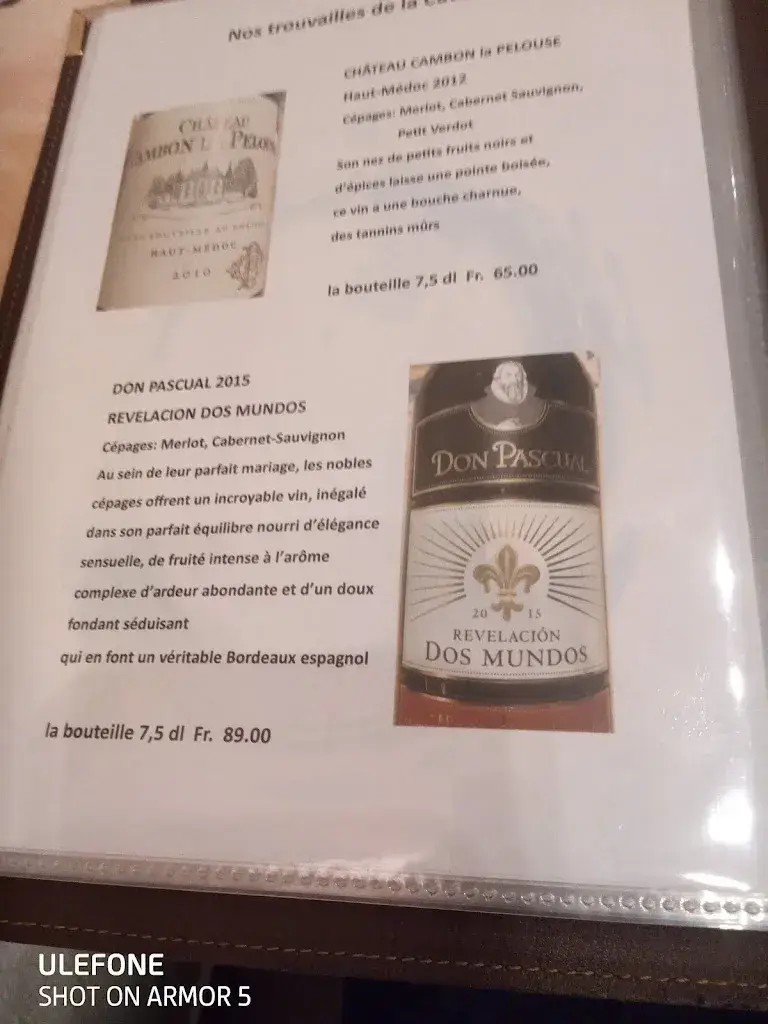 Nos trouvailles de la
CHÂTEAU CAMBON la PELOUSE
Haut-Médoc 2012
Cépages: Merlot, Cabernet Sauvignon,
Petit Verdot
Son nez de petits fruits noirs et
d'épices laisse une pointe boisée,
ce vin a une bouche charnue,
des tannins mûrs
la bouteille 7,5 dl Fr. 65.00
HAUT-MÉDOC
2010
DON PASCUAL 2015
REVELACION DOS MUNDOS
Cépages: Merlot, Cabernet-Sauvignon
Au sein de leur parfait mariage, les nobles
cépages offrent un incroyable vin, inégalé
dans son parfait équilibre nourri d'élégance
sensuelle, de fruité intense à l'arôme
complexe d'ardeur abondante et d'un doux
fondant séduisant
qui en font un véritable Bordeaux espagnol
la bouteille 7,5 dl Fr. 89.00
DON PASCUAL
20 15
REVELACIÓN
DOS MUNDOS
ULEFONE
SHOT ON ARMOR 5